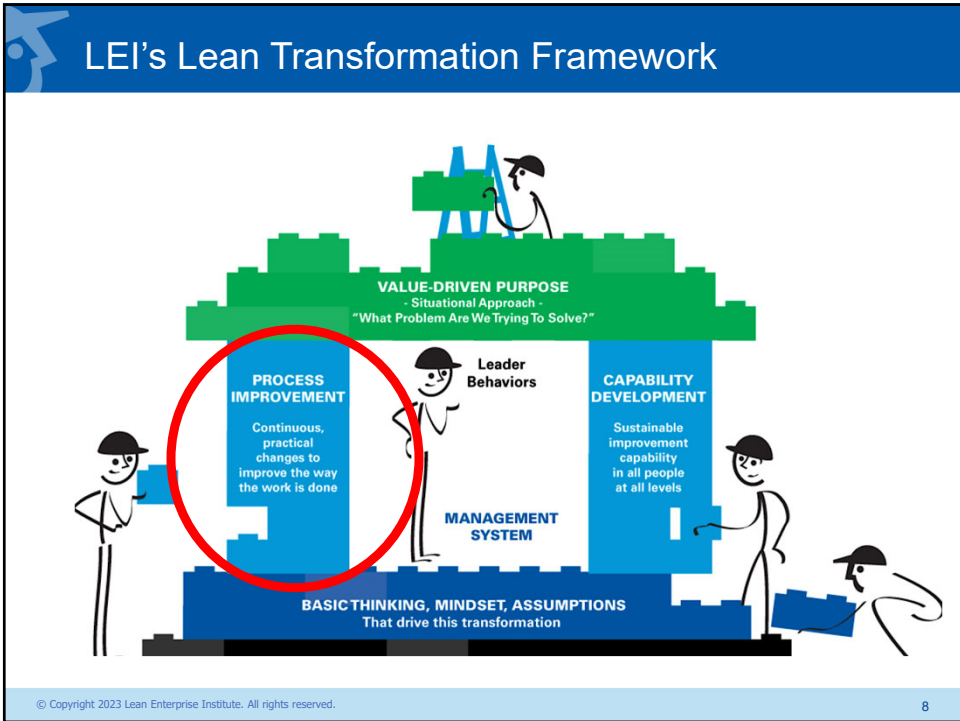 LEI's Lean Transformation Framework
VALUE-DRIVEN PURPOSE
- Situational Approach -
"What Problem Are We Trying To Solve?"
PROCESS
IMPROVEMENT
Continuous,
practical
changes to
improve the way
the work is done
Leader
Behaviors
MANAGEMENT
SYSTEM
CAPABILITY
DEVELOPMENT
Sustainable
improvement
capability
in all people
at all levels
BASIC THINKING, MINDSET, ASSUMPTIONS
That drive this transformation
© Copyright 2023 Lean Enterprise Institute. All rights reserved.
8